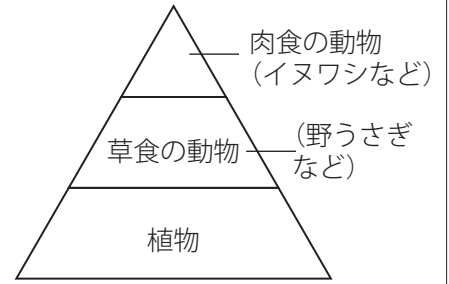 肉食の動物
（イヌワシなど）
草食の動物
（野うさぎ
など）
植物